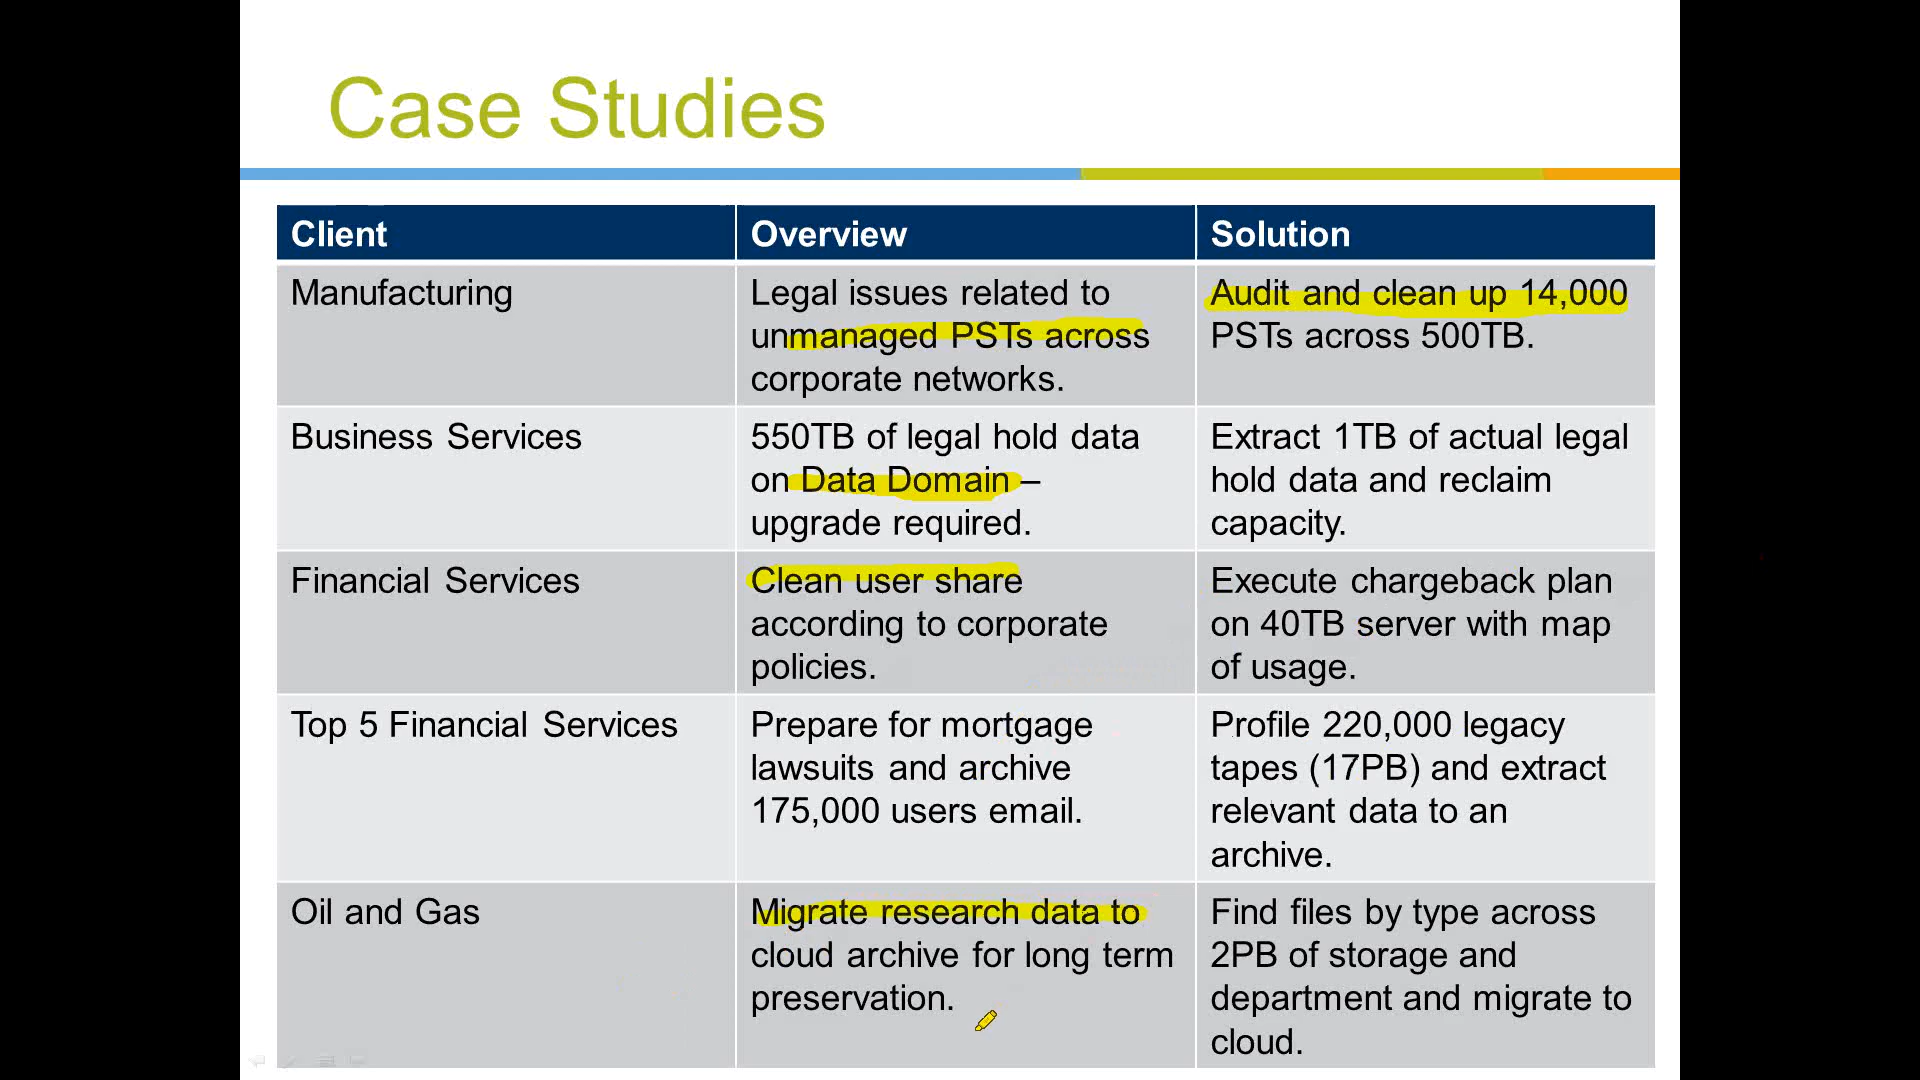 Case Studies
Client
Overview
Solution
Manufacturing
Legal issues related to
unmanaged PSTs across
corporate networks.
Audit and clean up 14,000
PSTs across 500TB.
Business Services
550TB of legal hold data
on Data Domain –
upgrade required.
Extract 1TB of actual legal
hold data and reclaim
capacity.
Financial Services
Clean user share
according to corporate
policies.
Execute chargeback plan
on 40TB server with map
of usage.
Top 5 Financial Services
Prepare for mortgage
lawsuits and archive
175,000 users email.
Profile 220,000 legacy
tapes (17PB) and extract
relevant data to an
archive.
Oil and Gas
Migrate research data to
cloud archive for long term
preservation.
Find files by type across
2PB of storage and
department and migrate to
cloud.